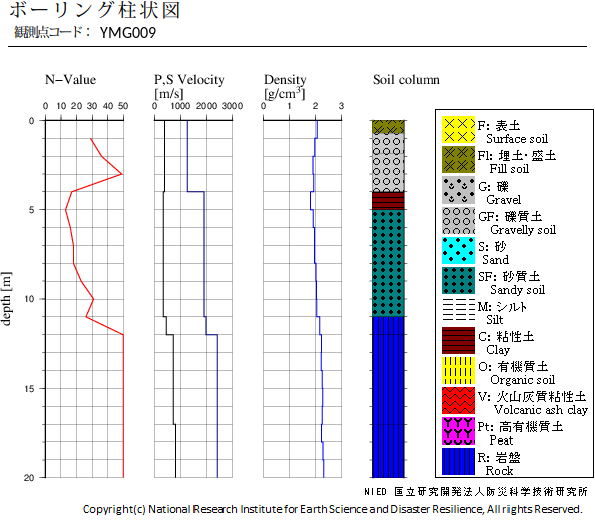 ボーリング柱状図
観測点コード： YMG009
N-Value
P,S Velocity
[m/s]
Density
[g/cm³]
Soil column
0 10 20 30 40 50
0 1000 2000 3000
0 1 2 3
0
5
10
15
20
depth [m]
F: 表土
Surface soil
Fl: 埋土・盛土
Fill soil
G: 礫
Gravel
GF: 礫質土
Gravelly soil
S: 砂
Sand
SF: 砂質土
Sandy soil
M: シルト
Silt
C: 粘性土
Clay
O: 有機質土
Organic soil
V: 火山灰質粘性土
Volcanic ash clay
Pt: 高有機質土
Peat
R: 岩盤
Rock
NIED 国立研究開発法人防災科学技術研究所
Copyright(c) National Research Institute for Earth Science and Disaster Resilience, All rights Reserved.